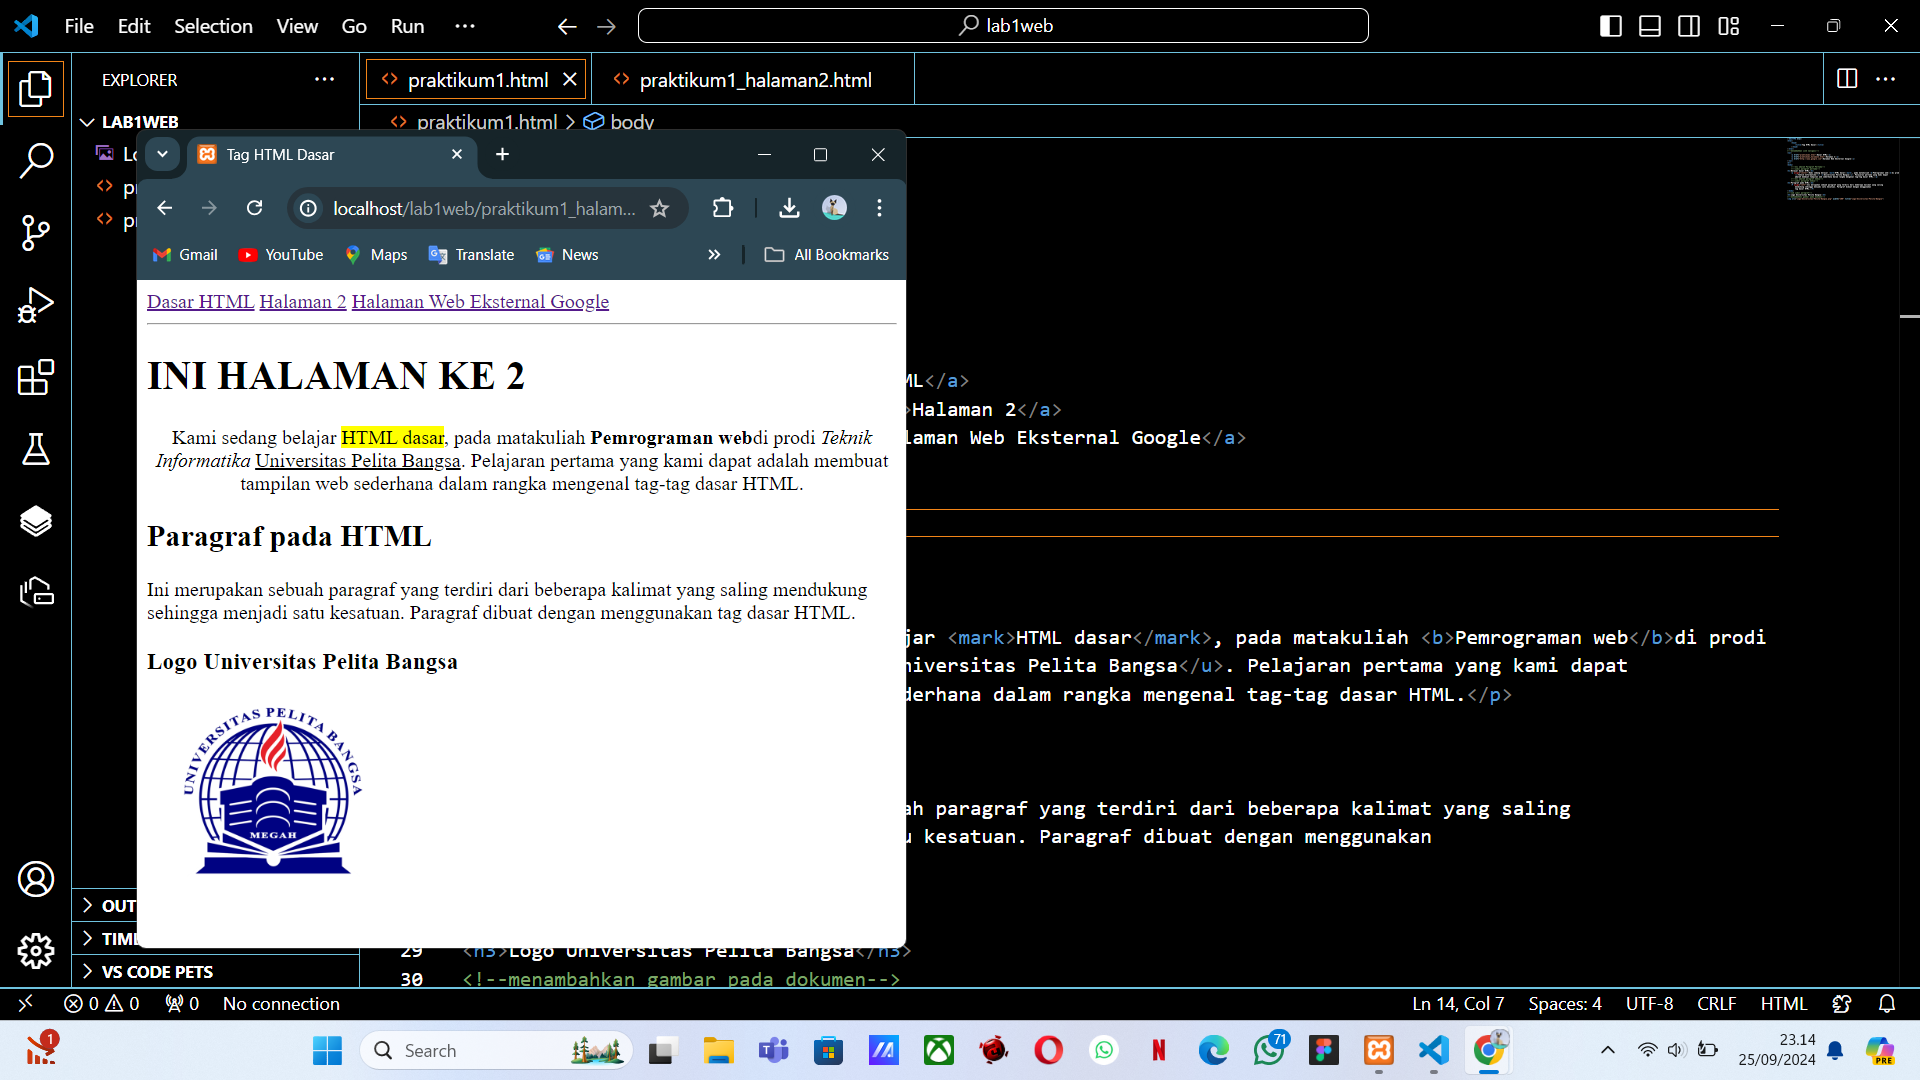 File Edit Selection View Go Run ···
lab1web
EXPLORER
praktikum1.html
praktikum1_halaman2.html
LAB1WEB
praktikum1.html > body
Tag HTML Dasar
localhost/lab1web/praktikum1_halam...
Gmail YouTube Maps Translate News
All Bookmarks
Dasar HTML Halaman 2 Halaman Web Eksternal Google
INI HALAMAN KE 2
Kami sedang belajar HTML dasar, pada matakuliah Pemrograman webdi prodi Teknik
Informatika Universitas Pelita Bangsa. Pelajaran pertama yang kami dapat adalah membuat
tampilan web sederhana dalam rangka mengenal tag-tag dasar HTML.
Paragraf pada HTML
Ini merupakan sebuah paragraf yang terdiri dari beberapa kalimat yang saling mendukung
sehingga menjadi satu kesatuan. Paragraf dibuat dengan menggunakan tag dasar HTML.
Logo Universitas Pelita Bangsa
UNIVERSITAS PELITA BANGSA
MEGAH
ML</a>
>Halaman 2</a>
laman Web Eksternal Google</a>
jar <mark>HTML dasar</mark>, pada matakuliah <b>Pemrograman web</b>di prodi
niversitas Pelita Bangsa</u>. Pelajaran pertama yang kami dapat
derhana dalam rangka mengenal tag-tag dasar HTML.</p>
ah paragraf yang terdiri dari beberapa kalimat yang saling
u kesatuan. Paragraf dibuat dengan menggunakan
29 <h3>Logo Universitas Pelita Bangsa</h3>
30 <!--menambahkan gambar pada dokumen-->
OUT
TIME
VS CODE PETS
0 0 0 No connection
Ln 14, Col 7 Spaces: 4 UTF-8 CRLF HTML
1
Search
71
PRE
23.14
25/09/2024